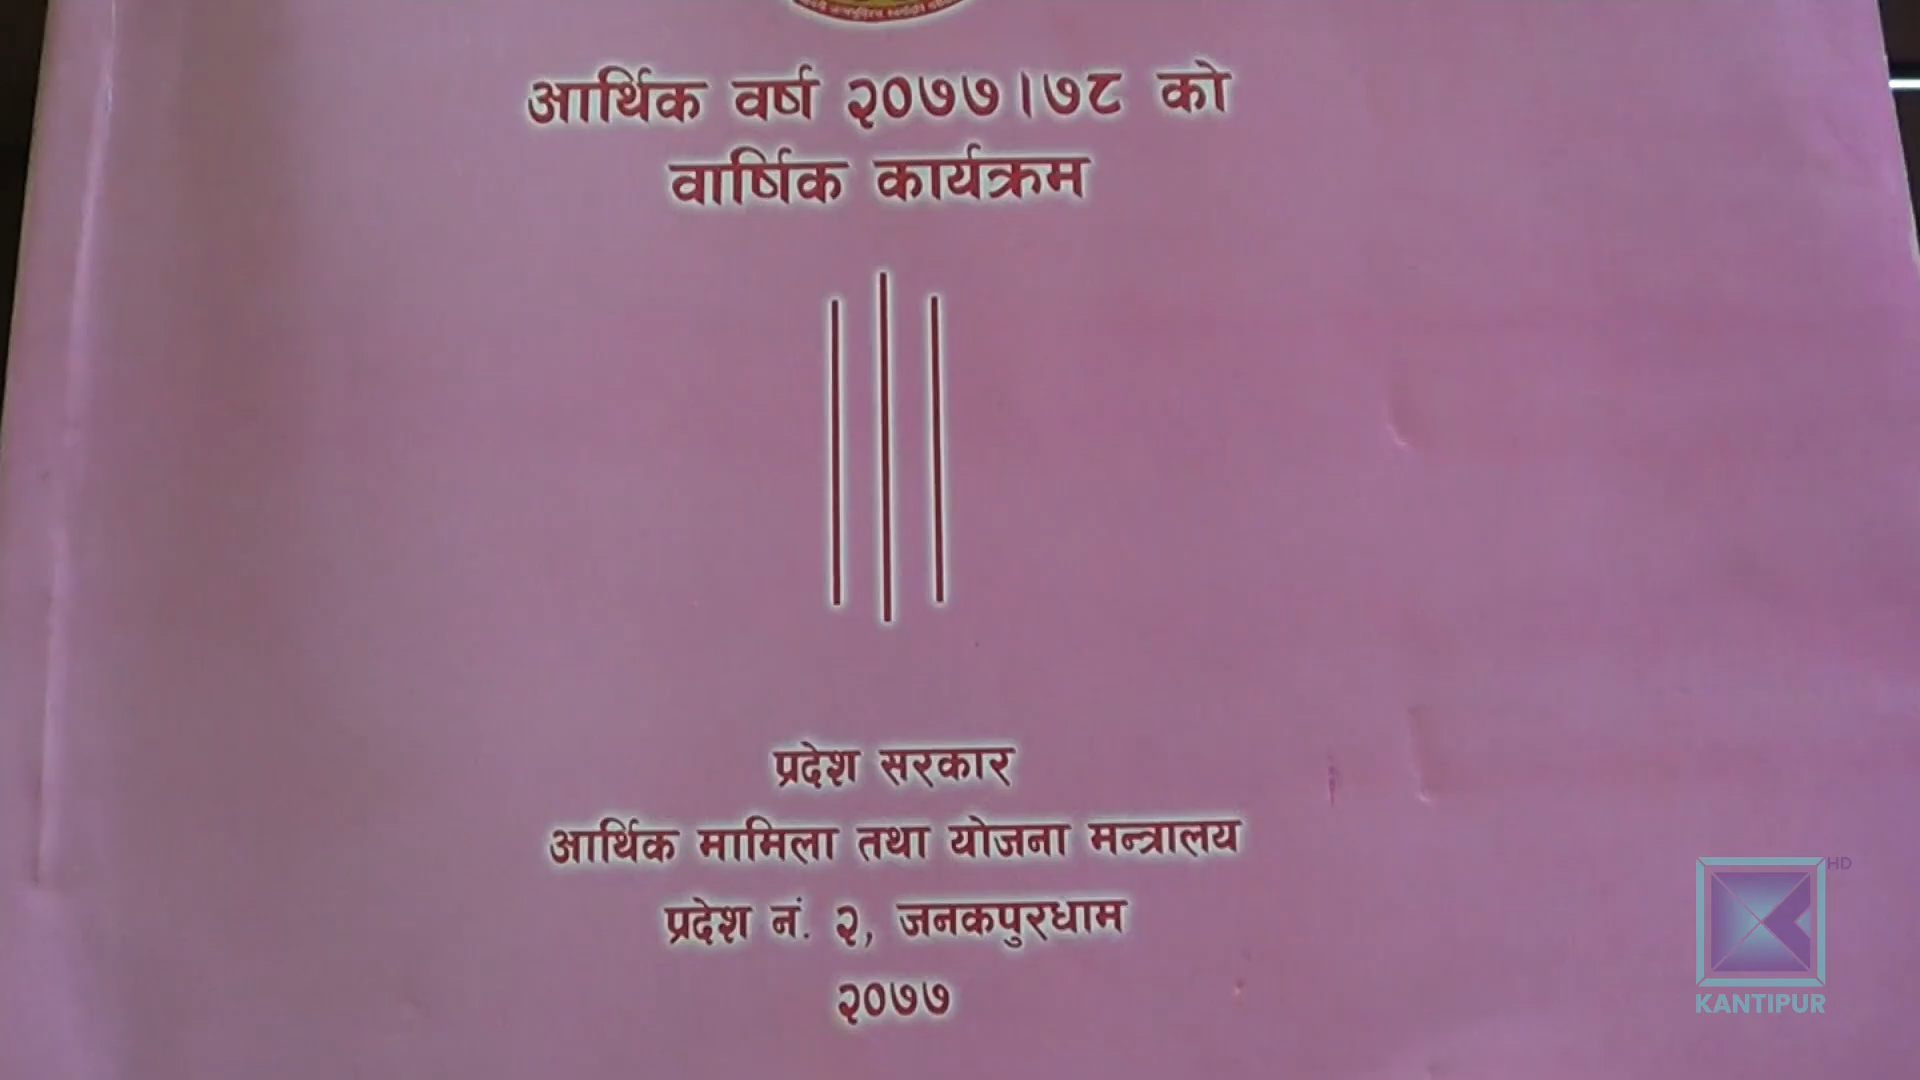 आर्थिक वर्ष २०७७।७८ को
वार्षिक कार्यक्रम
प्रदेश सरकार
आर्थिक मामिला तथा योजना मन्त्रालय
प्रदेश नं. २, जनकपुरधाम
२०७७
HD
KANTIPUR